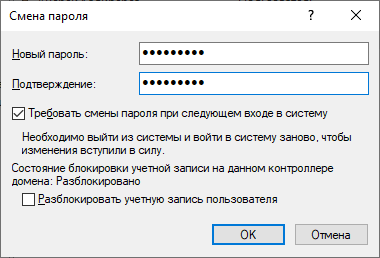 Смена пароля
Новый пароль: •••••••••
Подтверждение: •••••••••
Требовать смены пароля при следующем входе в систему
Необходимо выйти из системы и войти в систему заново, чтобы
изменения вступили в силу.
Состояние блокировки учетной записи на данном контроллере
домена: Разблокировано
Разблокировать учетную запись пользователя
OK Отмена